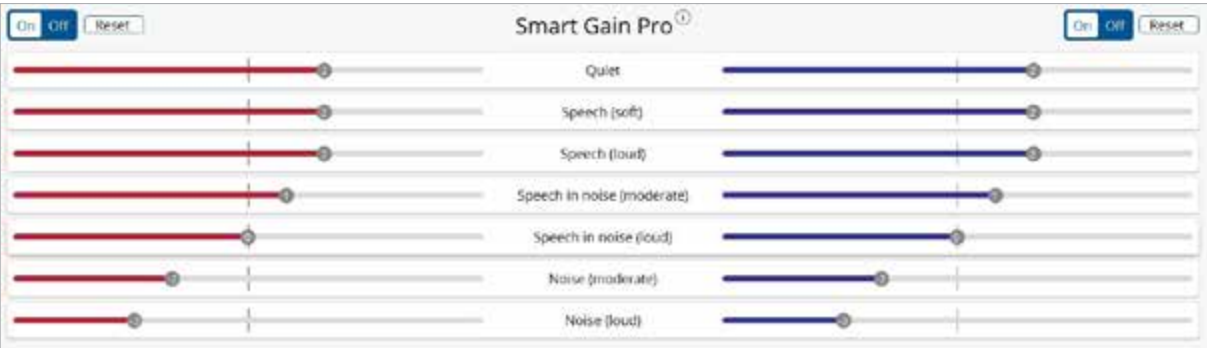 On Off Reset Smart Gain Pro i On Off Reset
Quiet
Speech (soft)
Speech (loud)
Speech in noise (moderate)
Speech in noise (loud)
Noise (moderate)
Noise (loud)